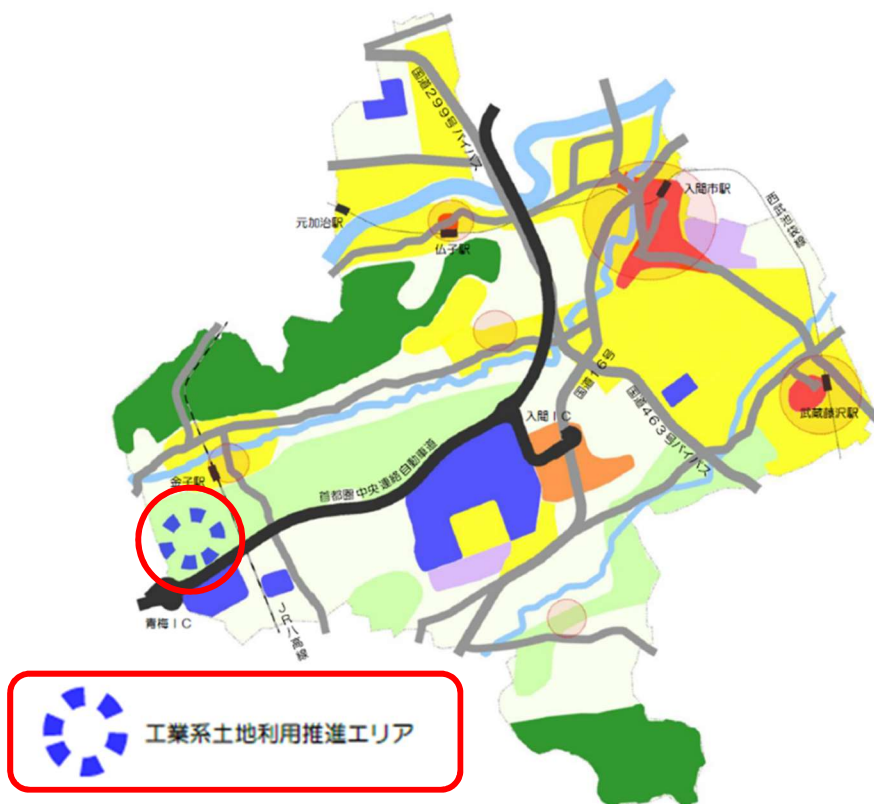 国道299号バイパス
入間市駅
西武池袋線
元加治駅
仏子駅
国道16号
武蔵藤沢駅
入間IC
国道463号バイパス
首都圏中央連絡自動車道
金子駅
青梅IC
JR八高線
工業系土地利用推進エリア